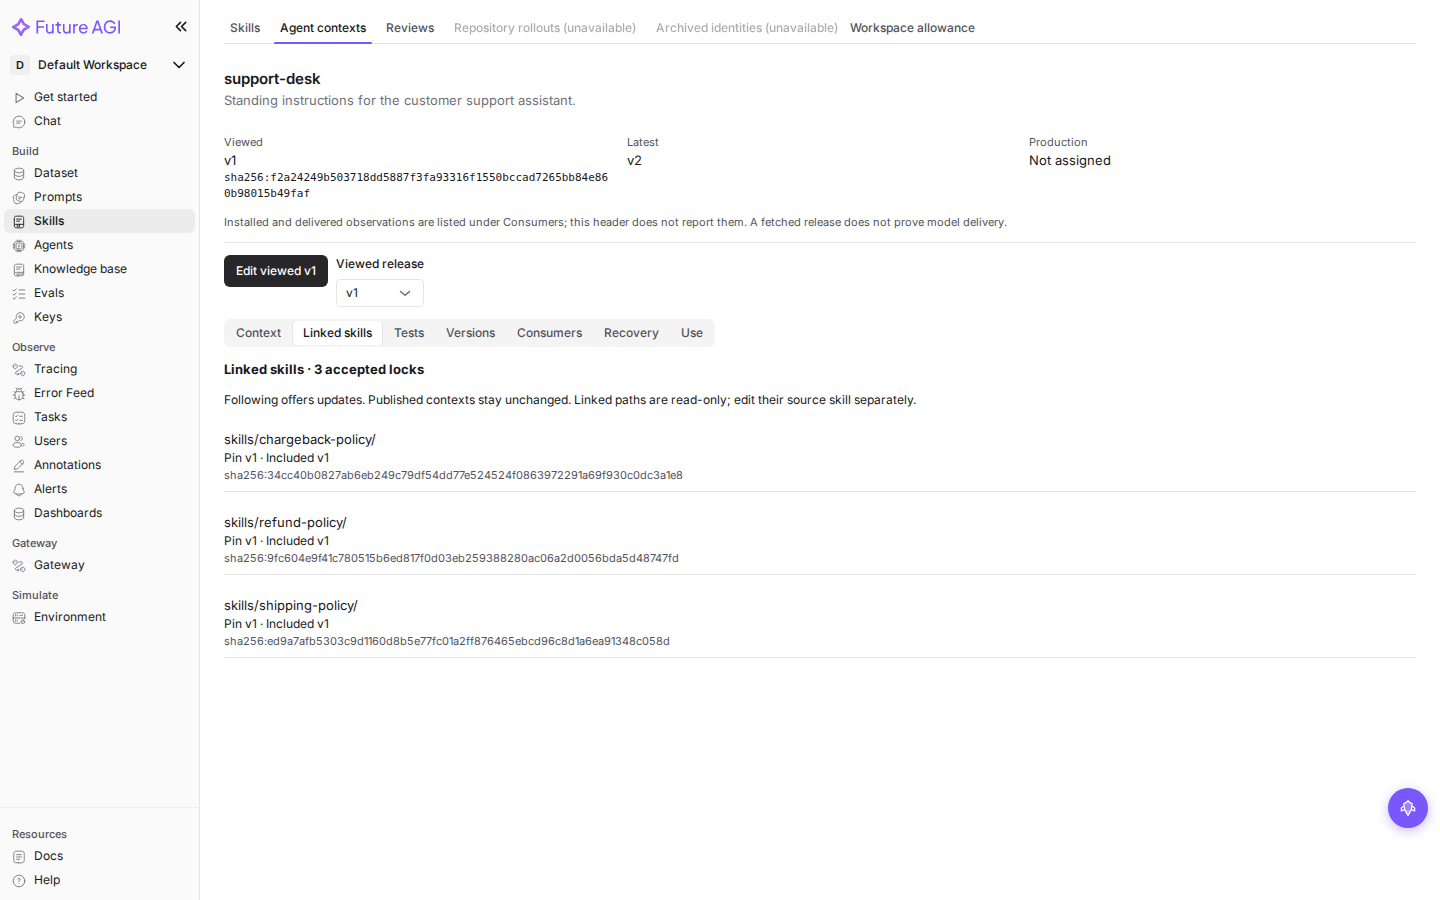 Future AGI
D Default Workspace
Get started
Chat
Build
Dataset
Prompts
Skills
Agents
Knowledge base
Evals
Keys
Observe
Tracing
Error Feed
Tasks
Users
Annotations
Alerts
Dashboards
Gateway
Gateway
Simulate
Environment
Resources
Docs
Help
Skills Agent contexts Reviews Repository rollouts (unavailable) Archived identities (unavailable) Workspace allowance
support-desk
Standing instructions for the customer support assistant.
Viewed Latest Production
v1 v2 Not assigned
sha256:f2a24249b503718dd5887f3fa93316f1550bccad7265bb84e86
0b98015b49faf
Installed and delivered observations are listed under Consumers; this header does not report them. A fetched release does not prove model delivery.
Edit viewed v1 Viewed release
v1
Context Linked skills Tests Versions Consumers Recovery Use
Linked skills · 3 accepted locks
Following offers updates. Published contexts stay unchanged. Linked paths are read-only; edit their source skill separately.
skills/chargeback-policy/
Pin v1 · Included v1
sha256:34cc40b0827ab6eb249c79df54dd77e524524f0863972291a69f930c0dc3a1e8
skills/refund-policy/
Pin v1 · Included v1
sha256:9fc604e9f41c780515b6ed817f0d03eb259388280ac06a2d0056bda5d48747fd
skills/shipping-policy/
Pin v1 · Included v1
sha256:ed9a7afb5303c9d1160d8b5e77fc01a2ff876465ebcd96c8d1a6ea91348c058d